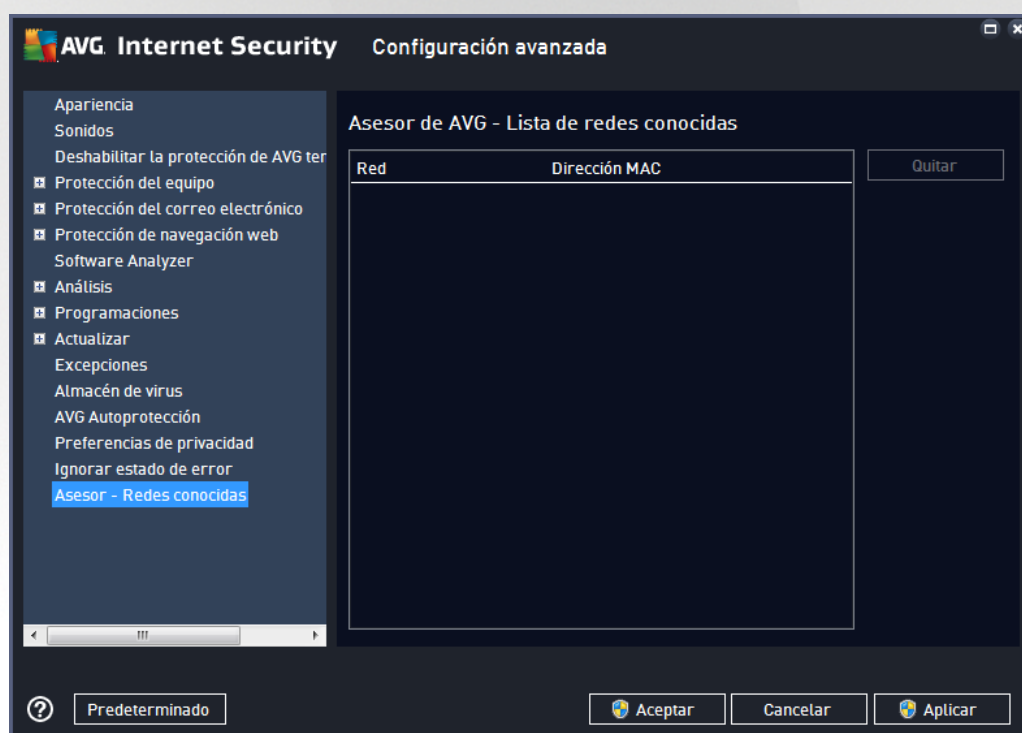 AVG. Internet Security Configuración avanzada
Apariencia
Sonidos
Deshabilitar la protección de AVG ter
Protección del equipo
Protección del correo electrónico
Protección de navegación web
Software Analyzer
Análisis
Programaciones
Actualizar
Excepciones
Almacén de virus
AVG Autoprotección
Preferencias de privacidad
Ignorar estado de error
Asesor - Redes conocidas
Asesor de AVG - Lista de redes conocidas
Red Dirección MAC
Quitar
Predeterminado
Aceptar
Cancelar
Aplicar